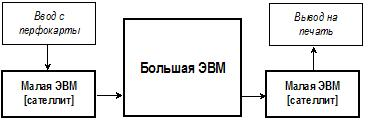 Ввод с
перфокарты
Вывод на
печать
Большая ЭВМ
Малая ЭВМ
[сателлит]
Малая ЭВМ
[сателлит]